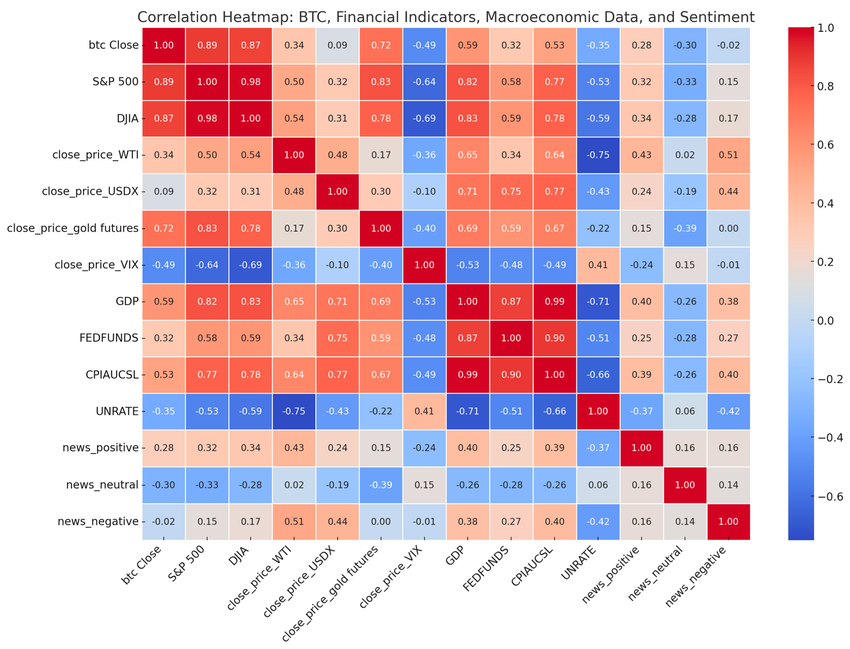 Correlation Heatmap: BTC, Financial Indicators, Macroeconomic Data, and Sentiment
btc Close 1.00 0.89 0.87 0.34 0.09 0.72 -0.49 0.59 0.32 0.53 -0.35 0.28 -0.30 -0.02
S&P 500 0.89 1.00 0.98 0.50 0.32 0.83 -0.64 0.82 0.58 0.77 -0.53 0.32 -0.33 0.15
DJIA 0.87 0.98 1.00 0.54 0.31 0.78 -0.69 0.83 0.59 0.78 -0.59 0.34 -0.28 0.17
close_price_WTI 0.34 0.50 0.54 1.00 0.48 0.17 -0.36 0.65 0.34 0.64 -0.75 0.43 0.02 0.51
close_price_USDX 0.09 0.32 0.31 0.48 1.00 0.30 -0.10 0.71 0.75 0.77 -0.43 0.24 -0.19 0.44
close_price_gold futures 0.72 0.83 0.78 0.17 0.30 1.00 -0.40 0.69 0.59 0.67 -0.22 0.15 -0.39 0.00
close_price_VIX -0.49 -0.64 -0.69 -0.36 -0.10 -0.40 1.00 -0.53 -0.48 -0.49 0.41 -0.24 0.15 -0.01
GDP 0.59 0.82 0.83 0.65 0.71 0.69 -0.53 1.00 0.87 0.99 -0.71 0.40 -0.26 0.38
FEDFUNDS 0.32 0.58 0.59 0.34 0.75 0.59 -0.48 0.87 1.00 0.90 -0.51 0.25 -0.28 0.27
CPIAUCSL 0.53 0.77 0.78 0.64 0.77 0.67 -0.49 0.99 0.90 1.00 -0.66 0.39 -0.26 0.40
UNRATE -0.35 -0.53 -0.59 -0.75 -0.43 -0.22 0.41 -0.71 -0.51 -0.66 1.00 -0.37 0.06 -0.42
news_positive 0.28 0.32 0.34 0.43 0.24 0.15 -0.24 0.40 0.25 0.39 -0.37 1.00 0.16 0.16
news_neutral -0.30 -0.33 -0.28 0.02 -0.19 -0.39 0.15 -0.26 -0.28 -0.26 0.06 0.16 1.00 0.14
news_negative -0.02 0.15 0.17 0.51 0.44 0.00 -0.01 0.38 0.27 0.40 -0.42 0.16 0.14 1.00
btc Close S&P 500 DJIA close_price_WTI close_price_USDX close_price_gold futures close_price_VIX GDP FEDFUNDS CPIAUCSL UNRATE news_positive news_neutral news_negative
1.0
0.8
0.6
0.4
0.2
0.0
−0.2
−0.4
−0.6